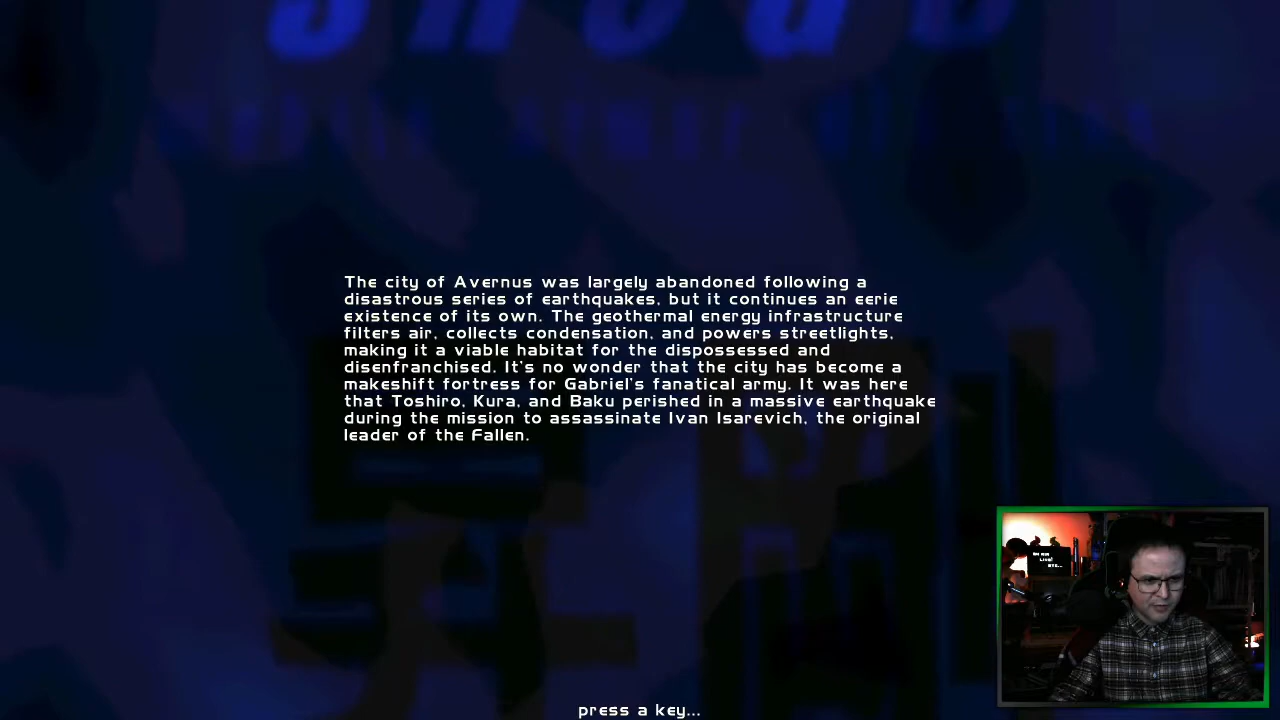 SHOGO
The city of Avernus was largely abandoned following a
disastrous series of earthquakes, but it continues an eerie
existence of its own. The geothermal energy infrastructure
filters air, collects condensation, and powers streetlights,
making it a viable habitat for the dispossessed and
disenfranchised. It's no wonder that the city has become a
makeshift fortress for Gabriel's fanatical army. It was here
that Toshiro, Kura, and Baku perished in a massive earthquake
during the mission to assassinate Ivan Isarevich, the original
leader of the Fallen.
press a key...